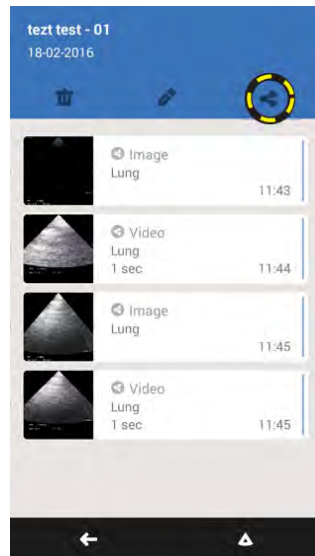 tezt test - 01
18-02-2016
Image
Lung
11:43
Video
Lung
1 sec
11:44
Image
Lung
11:45
Video
Lung
1 sec
11:45